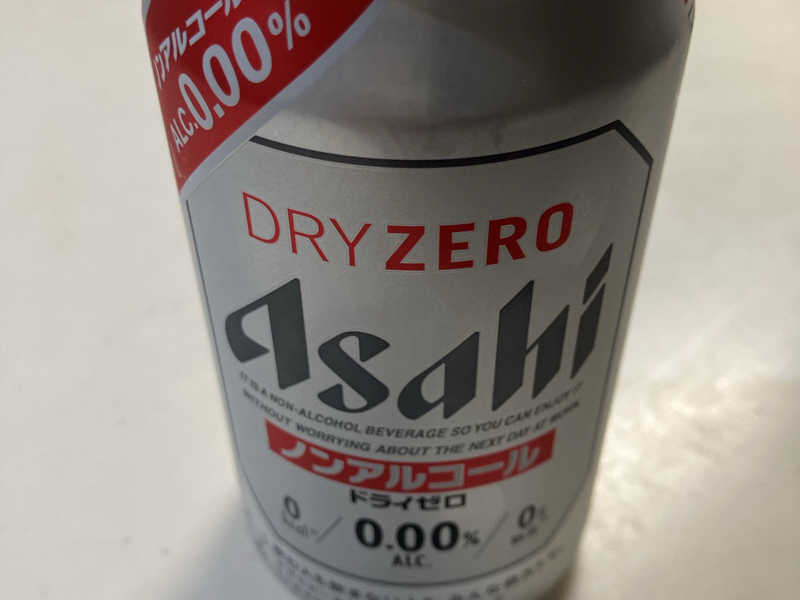 ノンアルコール
ALC.0.00%
DRY ZERO
Asahi
IT IS A NON-ALCOHOL BEVERAGE SO YOU CAN ENJOY IT
WITHOUT WORRYING ABOUT THE NEXT DAY AT WORK.
ノンアルコール
ドライゼロ
0 kcal / 0.00% / 0g
ALC.